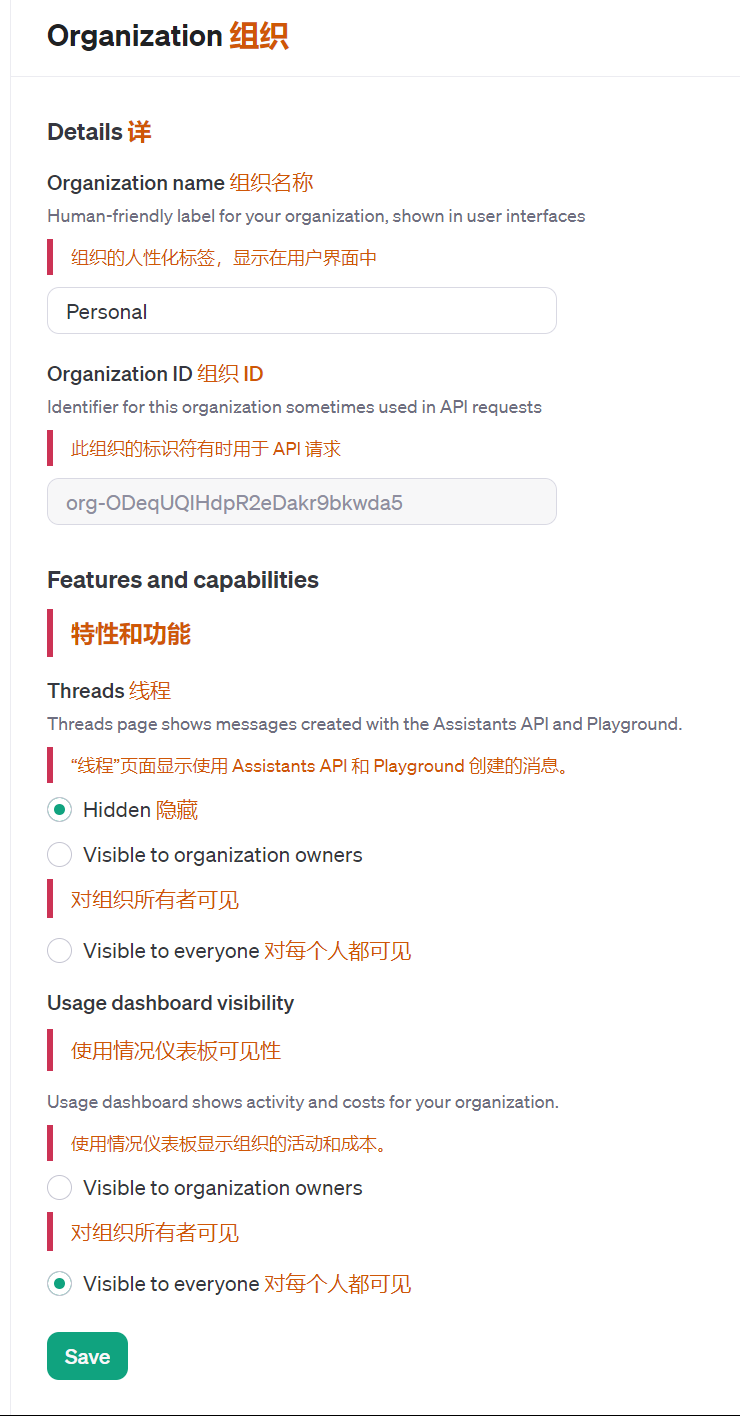 Organization 组织
Details 详
Organization name 组织名称
Human-friendly label for your organization, shown in user interfaces
组织的人性化标签，显示在用户界面中
Personal
Organization ID 组织 ID
Identifier for this organization sometimes used in API requests
此组织的标识符有时用于 API 请求
org-ODeqUQIHdpR2eDakr9bkwda5
Features and capabilities
特性和功能
Threads 线程
Threads page shows messages created with the Assistants API and Playground.
“线程”页面显示使用 Assistants API 和 Playground 创建的消息。
Hidden 隐藏
Visible to organization owners
对组织所有者可见
Visible to everyone 对每个人都可见
Usage dashboard visibility
使用情况仪表板可见性
Usage dashboard shows activity and costs for your organization.
使用情况仪表板显示组织的活动和成本。
Visible to organization owners
对组织所有者可见
Visible to everyone 对每个人都可见
Save